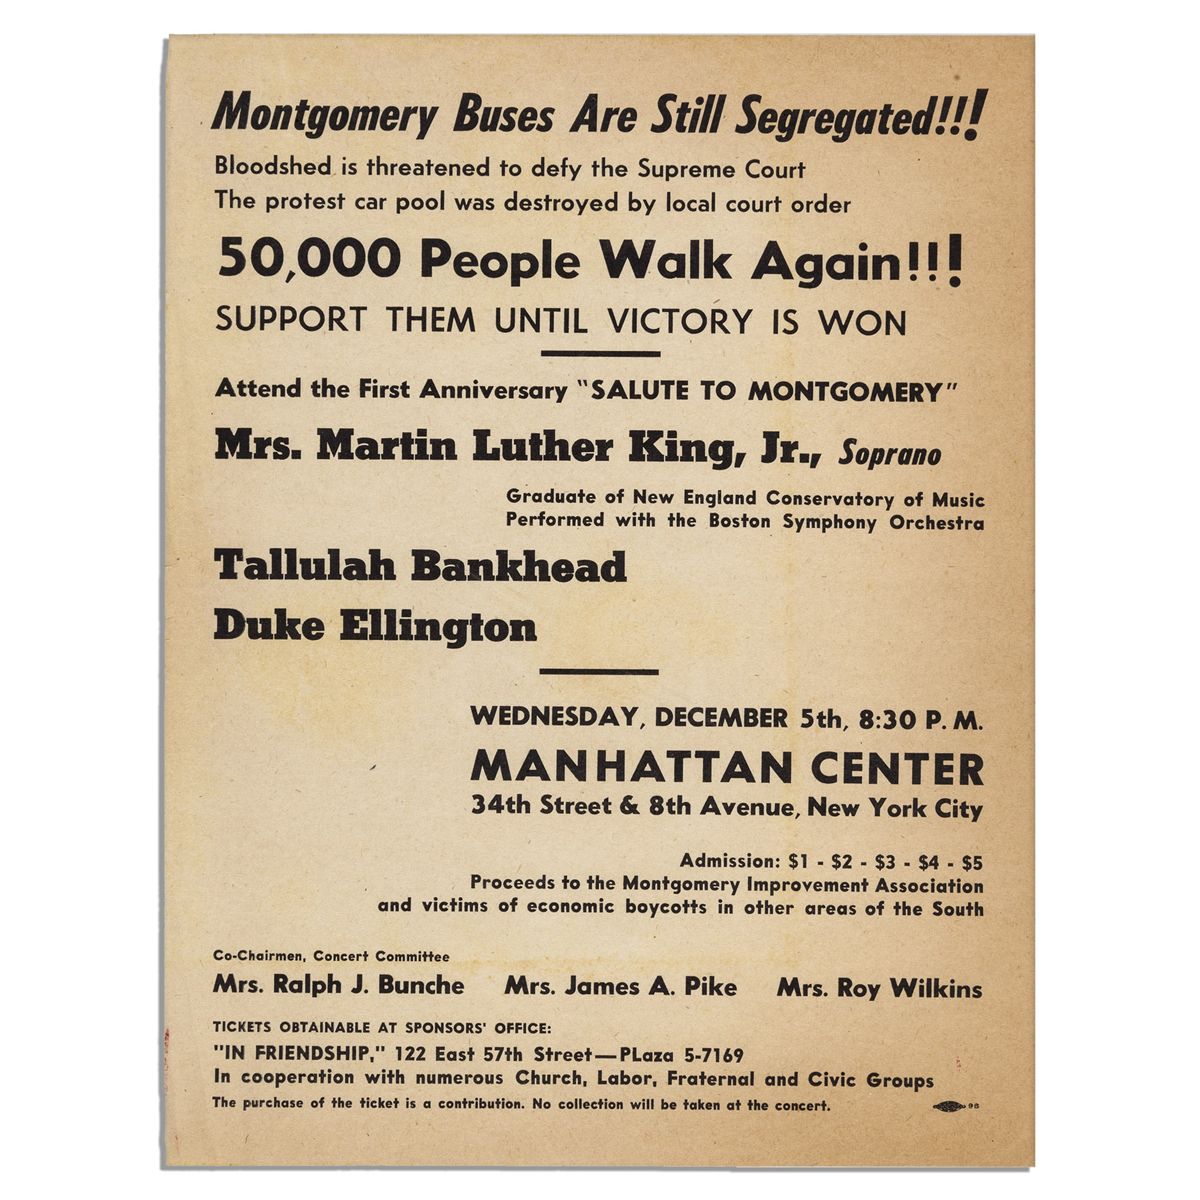 Montgomery Buses Are Still Segregated!!!
Bloodshed is threatened to defy the Supreme Court
The protest car pool was destroyed by local court order
50,000 People Walk Again!!!
SUPPORT THEM UNTIL VICTORY IS WON
Attend the First Anniversary "SALUTE TO MONTGOMERY"
Mrs. Martin Luther King, Jr., Soprano
Graduate of New England Conservatory of Music
Performed with the Boston Symphony Orchestra
Tallulah Bankhead
Duke Ellington
WEDNESDAY, DECEMBER 5th, 8:30 P. M.
MANHATTAN CENTER
34th Street & 8th Avenue, New York City
Admission: $1 - $2 - $3 - $4 - $5
Proceeds to the Montgomery Improvement Association
and victims of economic boycotts in other areas of the South
Co-Chairmen, Concert Committee
Mrs. Ralph J. Bunche Mrs. James A. Pike Mrs. Roy Wilkins
TICKETS OBTAINABLE AT SPONSORS' OFFICE:
"IN FRIENDSHIP," 122 East 57th Street—PLaza 5-7169
In cooperation with numerous Church, Labor, Fraternal and Civic Groups
The purchase of the ticket is a contribution. No collection will be taken at the concert.